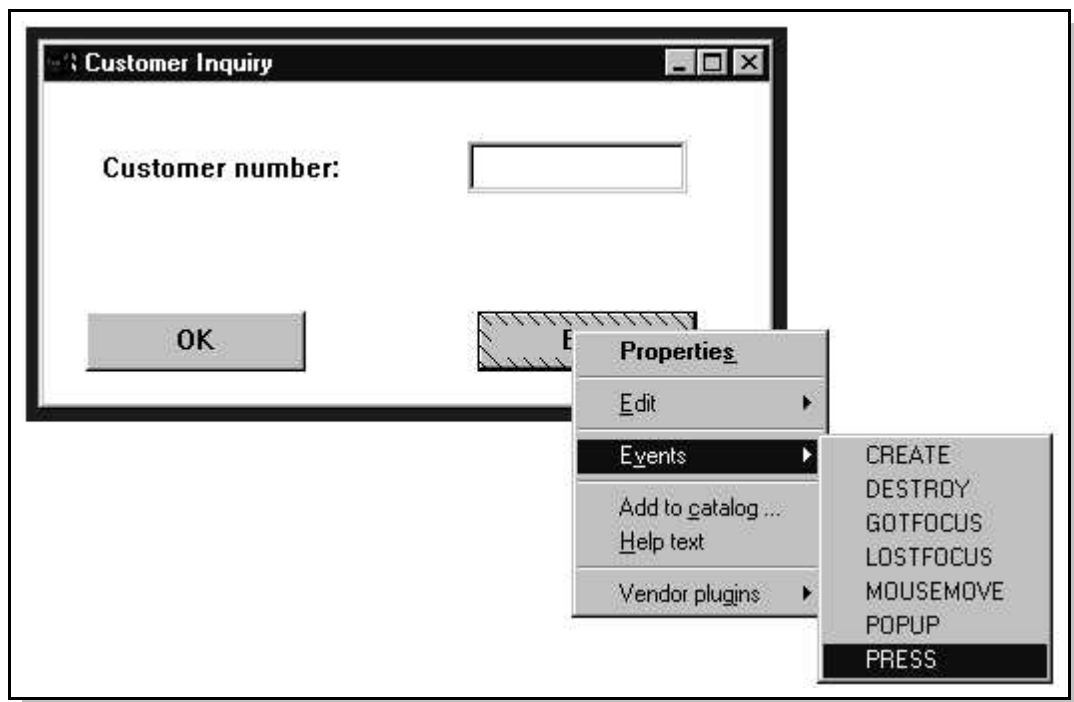 Customer Inquiry
Customer number:
OK
Properties
Edit
Events
Add to catalog ...
Help text
Vendor plugins
CREATE
DESTROY
GOTFOCUS
LOSTFOCUS
MOUSEMOVE
POPUP
PRESS